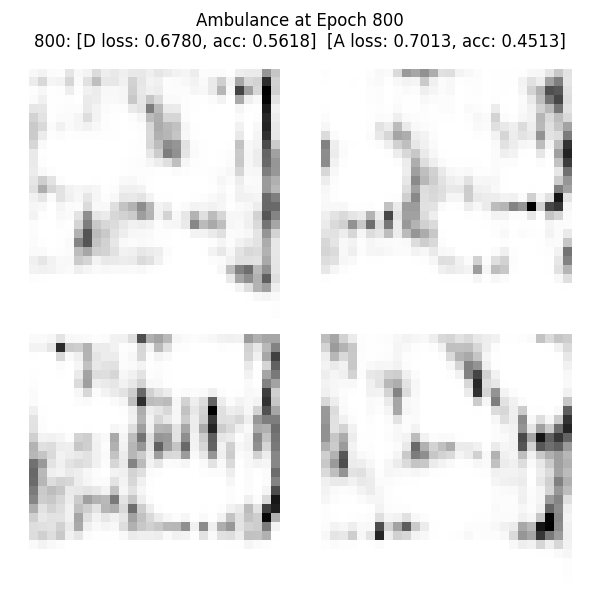 Ambulance at Epoch 800
800: [D loss: 0.6780, acc: 0.5618]  [A loss: 0.7013, acc: 0.4513]